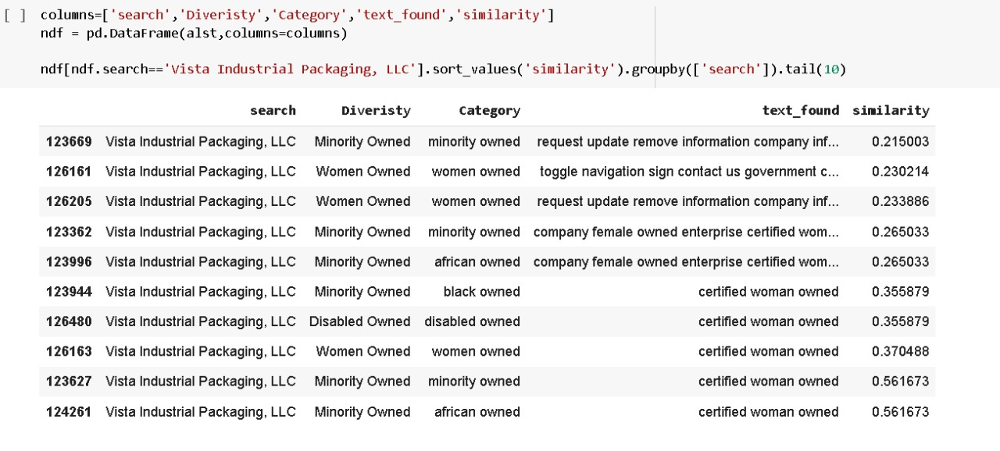 [ ] columns=['search','Diveristy','Category','text_found','similarity']
ndf = pd.DataFrame(alst,columns=columns)
ndf[ndf.search=='Vista Industrial Packaging, LLC'].sort_values('similarity').groupby(['search']).tail(10)
search Diveristy Category text_found similarity
123669 Vista Industrial Packaging, LLC Minority Owned minority owned request update remove information company inf... 0.215003
126161 Vista Industrial Packaging, LLC Women Owned women owned toggle navigation sign contact us government c... 0.230214
126205 Vista Industrial Packaging, LLC Women Owned women owned request update remove information company inf... 0.233886
123362 Vista Industrial Packaging, LLC Minority Owned minority owned company female owned enterprise certified wom... 0.265033
123996 Vista Industrial Packaging, LLC Minority Owned african owned company female owned enterprise certified wom... 0.265033
123944 Vista Industrial Packaging, LLC Minority Owned black owned certified woman owned 0.355879
126480 Vista Industrial Packaging, LLC Disabled Owned disabled owned certified woman owned 0.355879
126163 Vista Industrial Packaging, LLC Women Owned women owned certified woman owned 0.370488
123627 Vista Industrial Packaging, LLC Minority Owned minority owned certified woman owned 0.561673
124261 Vista Industrial Packaging, LLC Minority Owned african owned certified woman owned 0.561673